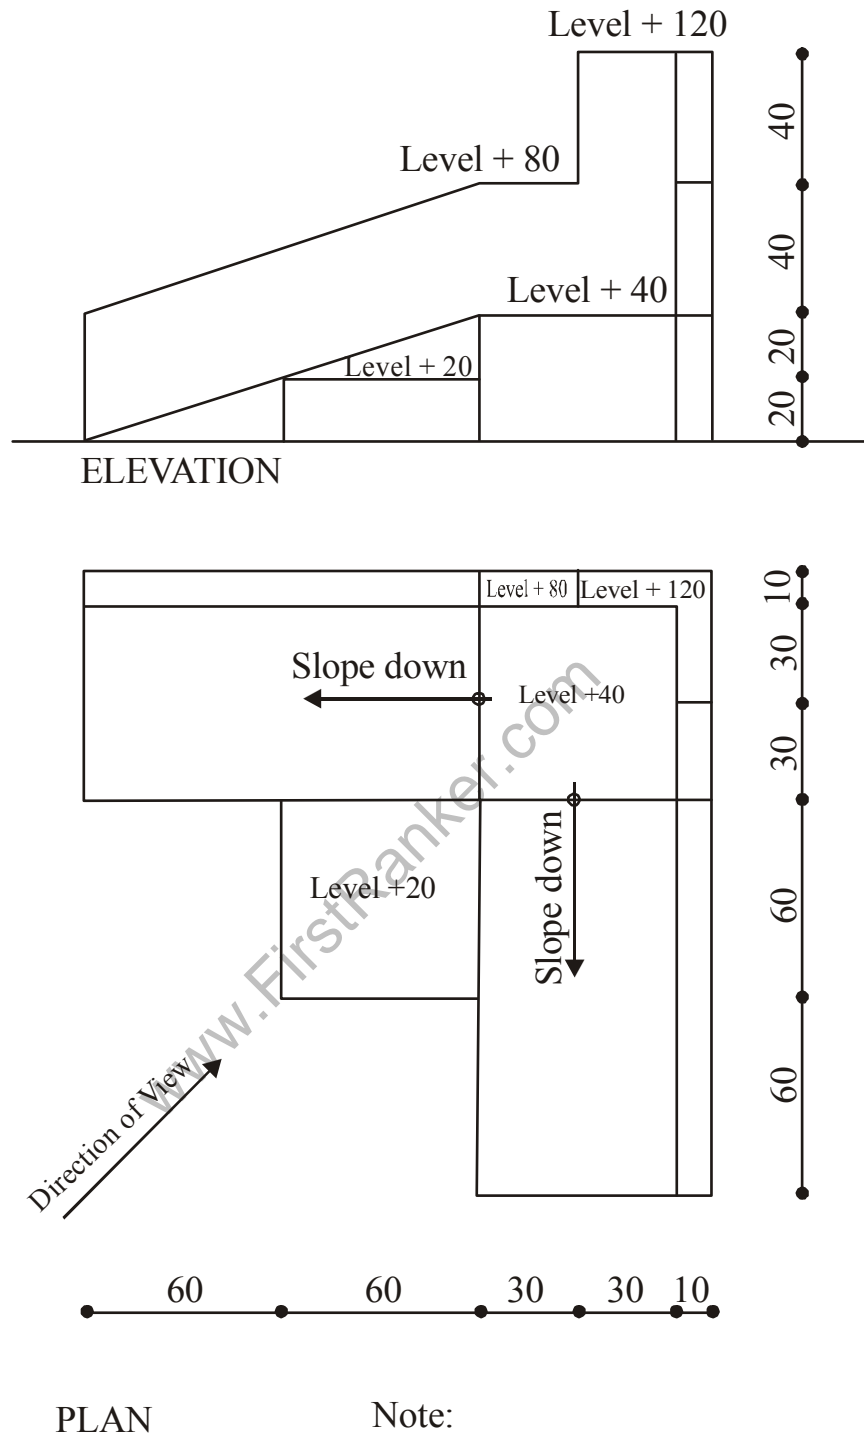 Level + 120
40
Level + 80
40
Level + 40
20
Level + 20
20
ELEVATION
10
Level + 80
Level + 120
30
Slope down
Level +40
30
Slope down
Level +20
60
www.FirstRanker.com
60
Direction of View
60
60
30
30
10
PLAN
Note: